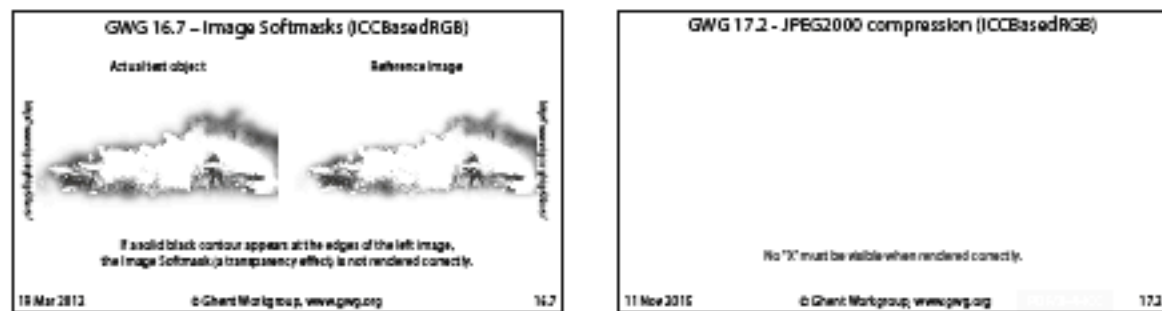 GWG 16.7 – Image Softmasks (ICCBasedRGB)
Actual test object
Reference Image
If a solid black contour appears at the edges of the left image,
the Image Softmask (a transparency effect) is not rendered correctly.
19 Mar 2012
© Ghent Workgroup, www.gwg.org
16.7
GWG 17.2 - JPEG2000 compression (ICCBasedRGB)
No "X" must be visible when rendered correctly.
11 Nov 2015
© Ghent Workgroup, www.gwg.org
17.2